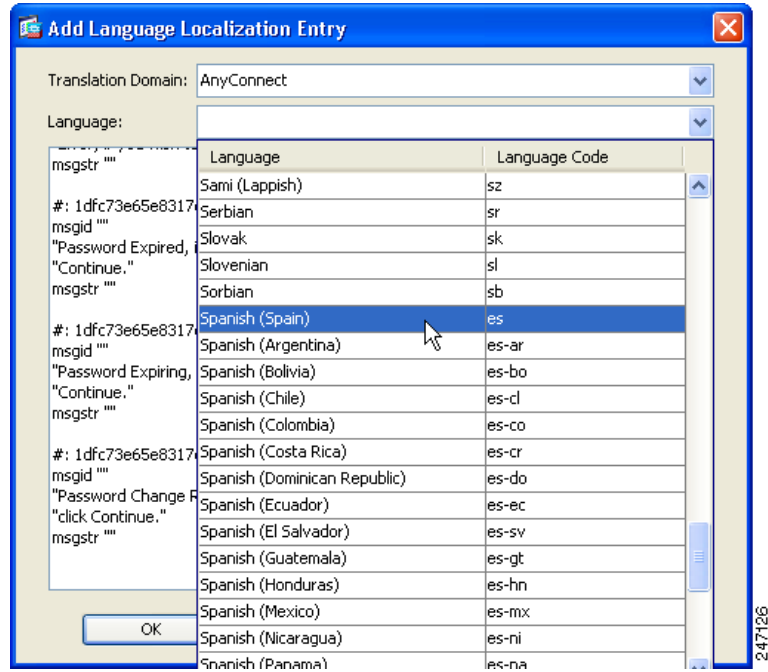 Add Language Localization Entry
Translation Domain: AnyConnect
Language:
Language Language Code
Sami (Lappish) sz
Serbian sr
Slovak sk
Slovenian sl
Sorbian sb
Spanish (Spain) es
Spanish (Argentina) es-ar
Spanish (Bolivia) es-bo
Spanish (Chile) es-cl
Spanish (Colombia) es-co
Spanish (Costa Rica) es-cr
Spanish (Dominican Republic) es-do
Spanish (Ecuador) es-ec
Spanish (El Salvador) es-sv
Spanish (Guatemala) es-gt
Spanish (Honduras) es-hn
Spanish (Mexico) es-mx
Spanish (Nicaragua) es-ni
Spanish (Panama) es-pa
msgstr ""
#: 1dfc73e65e8317
msgid ""
"Password Expired,
"Continue."
msgstr ""
#: 1dfc73e65e8317
msgid ""
"Password Expiring,
"Continue."
msgstr ""
#: 1dfc73e65e8317
msgid ""
"Password Change R
"click Continue."
msgstr ""
OK
247126